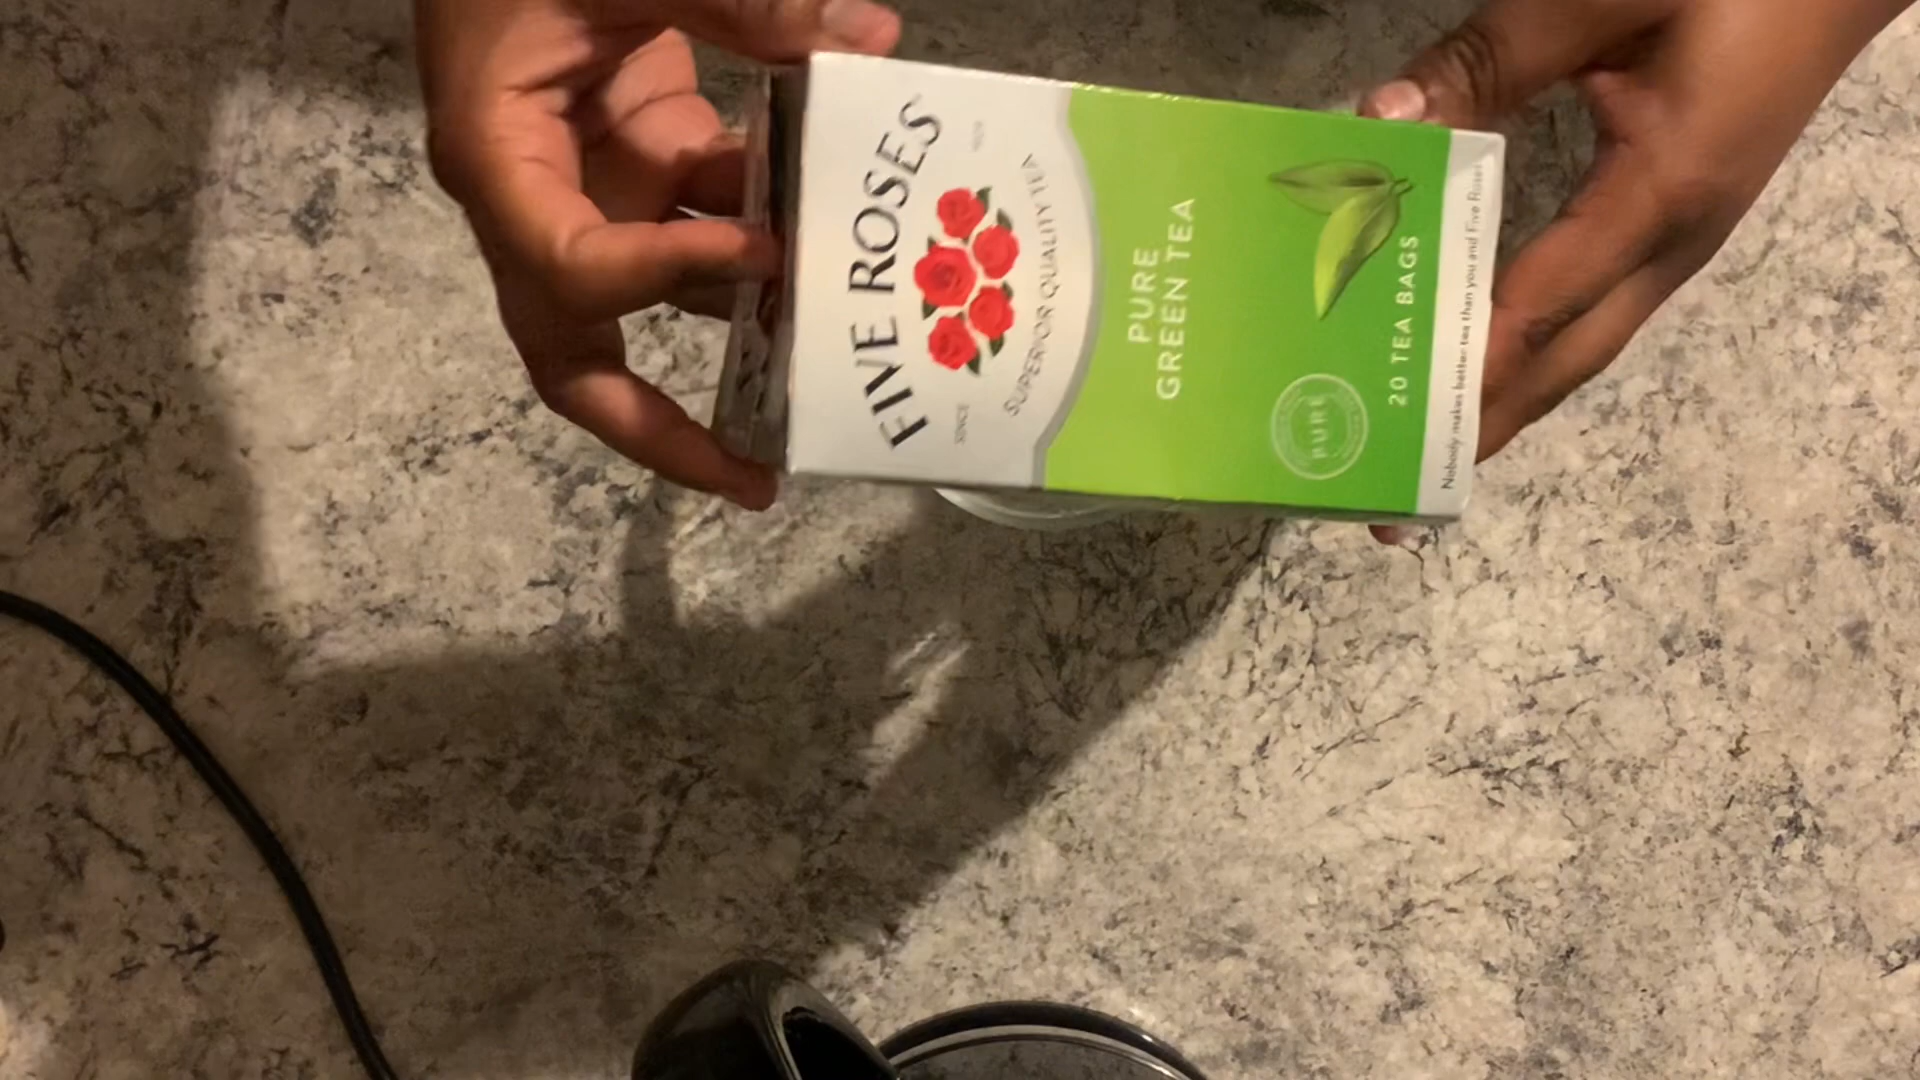 FIVE ROSES
SINCE
SUPERIOR QUALITY TEA
PURE
GREEN TEA
PURE
20 TEA BAGS
Nobody makes better tea than you and Five Roses